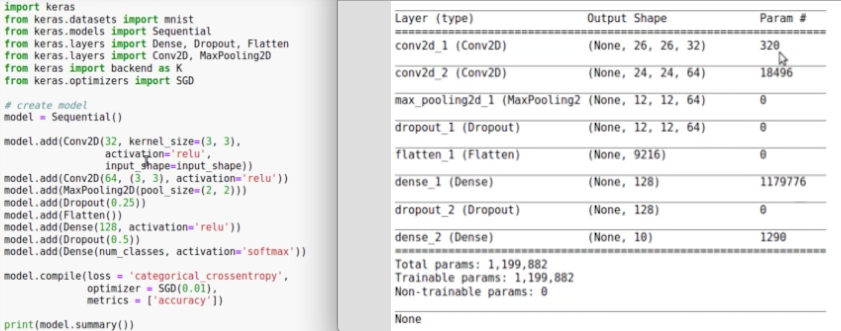 import keras
from keras.datasets import mnist
from keras.models import Sequential
from keras.layers import Dense, Dropout, Flatten
from keras.layers import Conv2D, MaxPooling2D
from keras import backend as K
from keras.optimizers import SGD
# create model
model = Sequential()
model.add(Conv2D(32, kernel_size=(3, 3),
activation='relu',
input_shape=input_shape))
model.add(Conv2D(64, (3, 3), activation='relu'))
model.add(MaxPooling2D(pool_size=(2, 2)))
model.add(Dropout(0.25))
model.add(Flatten())
model.add(Dense(128, activation='relu'))
model.add(Dropout(0.5))
model.add(Dense(num_classes, activation='softmax'))
model.compile(loss = 'categorical_crossentropy',
optimizer = SGD(0.01),
metrics = ['accuracy'])
print(model.summary())
Layer (type) Output Shape Param #
conv2d_1 (Conv2D) (None, 26, 26, 32) 320
conv2d_2 (Conv2D) (None, 24, 24, 64) 18496
max_pooling2d_1 (MaxPooling2 (None, 12, 12, 64) 0
dropout_1 (Dropout) (None, 12, 12, 64) 0
flatten_1 (Flatten) (None, 9216) 0
dense_1 (Dense) (None, 128) 1179776
dropout_2 (Dropout) (None, 128) 0
dense_2 (Dense) (None, 10) 1290
Total params: 1,199,882
Trainable params: 1,199,882
Non-trainable params: 0
None